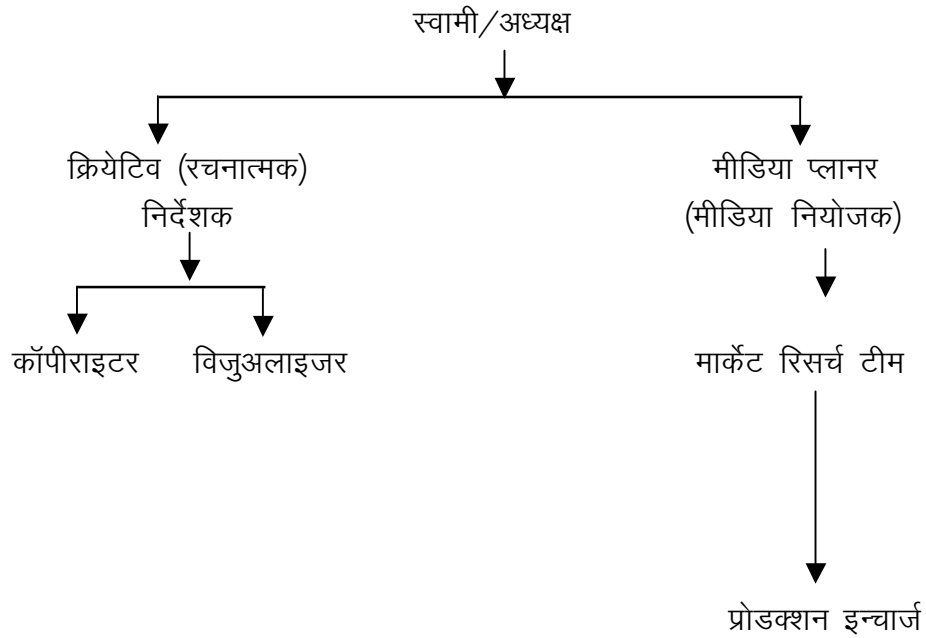 स्वामी/अध्यक्ष
क्रियेटिव (रचनात्मक)
निर्देशक
मीडिया प्लानर
(मीडिया नियोजक)
कॉपीराइटर
विजुअलाइजर
मार्केट रिसर्च टीम
प्रोडक्शन इन्चार्ज